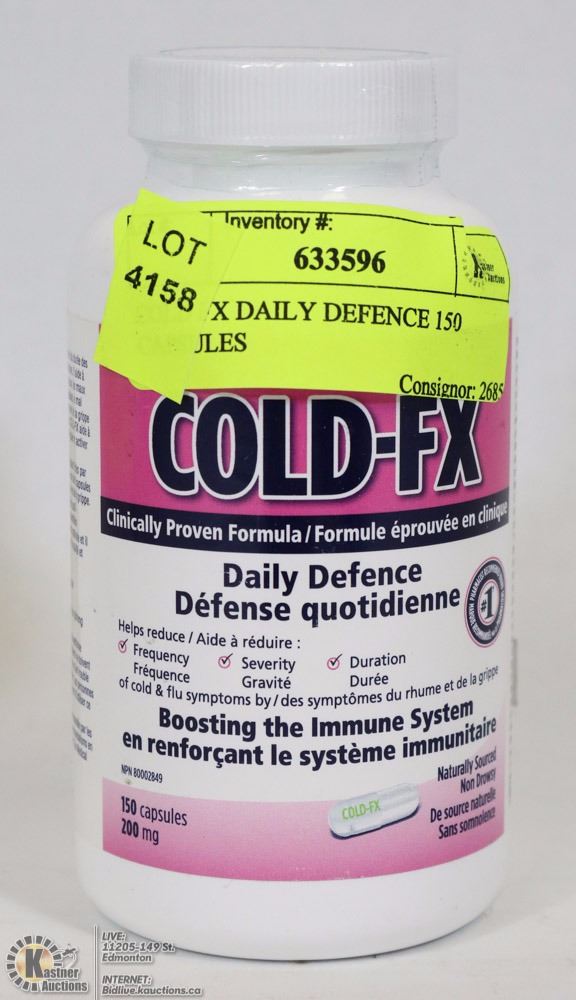 LOT
4158
Inventory #:
633596
Kastner
Auctions
X DAILY DEFENCE 150
CAPSULES
Consignor: 2685
COLD-FX
Clinically Proven Formula / Formule éprouvée en clinique
Daily Defence
Défense quotidienne
#1
Helps reduce / Aide à réduire :
Frequency
Fréquence
Severity
Gravité
Duration
Durée
of cold & flu symptoms by / des symptômes du rhume et de la grippe
Boosting the Immune System
en renforçant le système immunitaire
NPN 80002849
Naturally Sourced
Non Drowsy
De source naturelle
Sans somnolence
150 capsules
200 mg
COLD-FX
Kastner
Auctions
LIVE:
11205-149 St.
Edmonton
INTERNET:
Bidlive.kauctions.ca